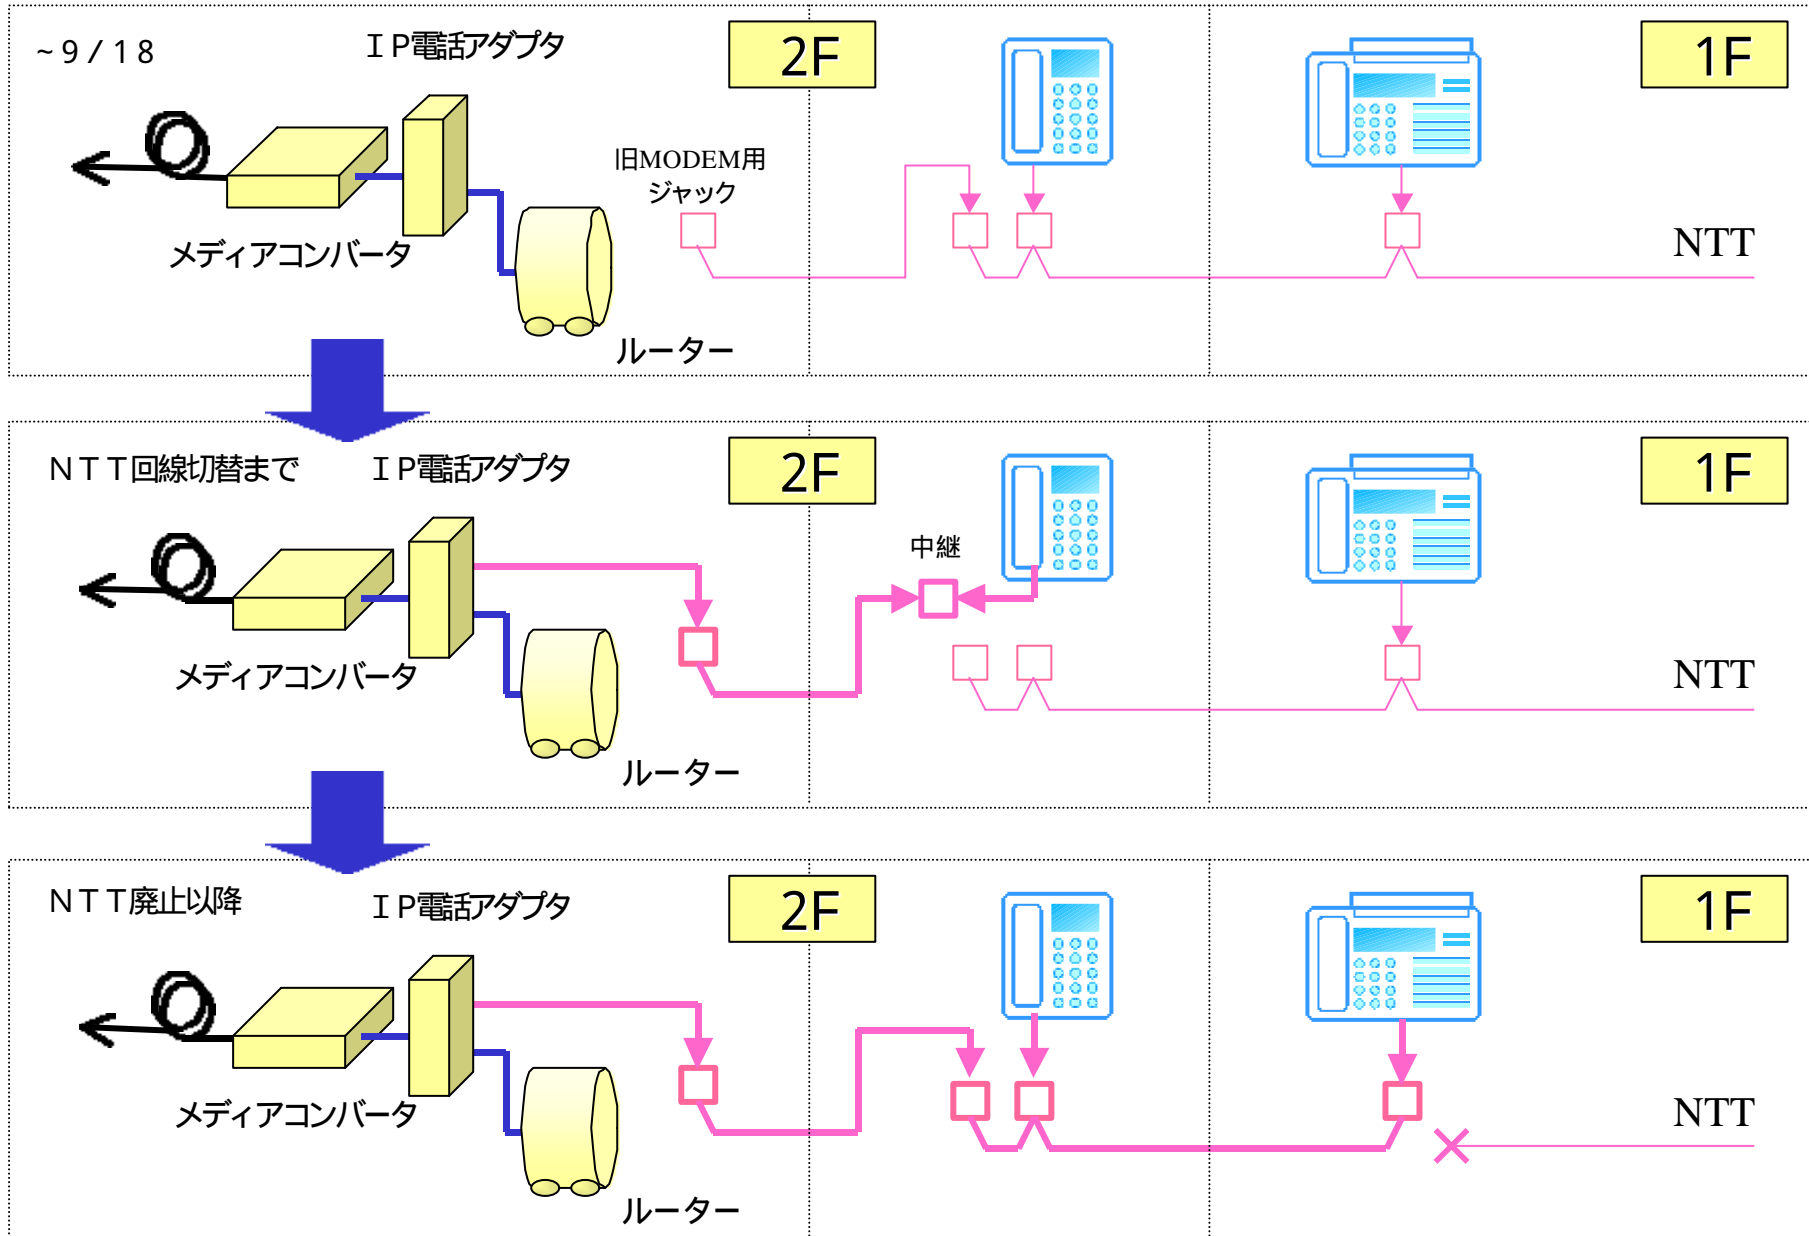 ~9/18
ＩＰ電話アダプタ
2F
1F
旧MODEM用
ジャック
メディアコンバータ
NTT
ルーター
ＮＴＴ回線切替まで
ＩＰ電話アダプタ
2F
1F
中継
メディアコンバータ
NTT
ルーター
ＮＴＴ廃止以降
ＩＰ電話アダプタ
2F
1F
メディアコンバータ
NTT
ルーター